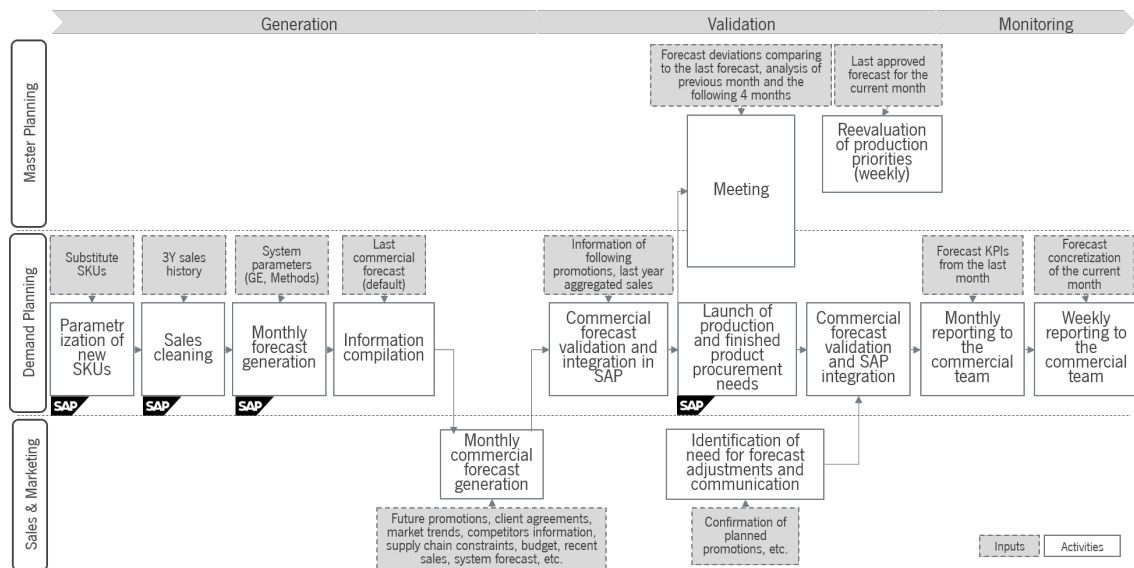 Generation
Validation
Monitoring
Master Planning
Forecast deviations comparing
to the last forecast, analysis of
previous month and the
following 4 months
Last approved
forecast for the
current month
Meeting
Reevaluation
of production
priorities
(weekly)
Demand Planning
Substitute
SKUs
3Y sales
history
System
parameters
(GE, Methods)
Last
commercial
forecast
(default)
Information of
following
promotions, last year
aggregated sales
Forecast KPIs
from the last
month
Forecast
concretization of the
current
month
Parametr
ization of
new
SKUs
Sales
cleaning
Monthly
forecast
generation
Information
compilation
Commercial
forecast
validation and
integration in
SAP
Launch of
production
and finished
product
procurement
needs
Commercial
forecast
validation
and SAP
integration
Monthly
reporting to
the
commercial
team
Weekly
reporting to
the
commercial
team
SAP
SAP
SAP
SAP
Sales & Marketing
Monthly
commercial
forecast
generation
Identification of
need for forecast
adjustments and
communication
Future promotions, client agreements,
market trends, competitors information,
supply chain constraints, budget, recent
sales, system forecast, etc.
Confirmation of
planned
promotions, etc.
Inputs
Activities